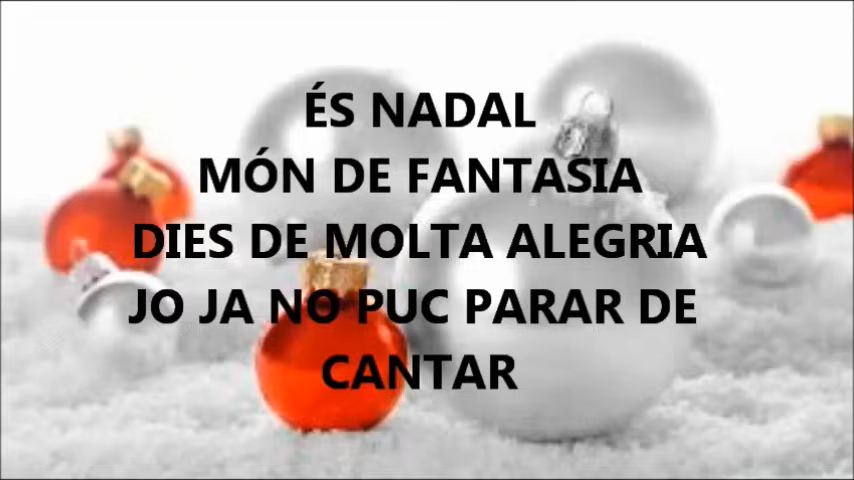 ÉS NADAL
MÓN DE FANTASIA
DIES DE MOLTA ALEGRIA
JO JA NO PUC PARAR DE
CANTAR